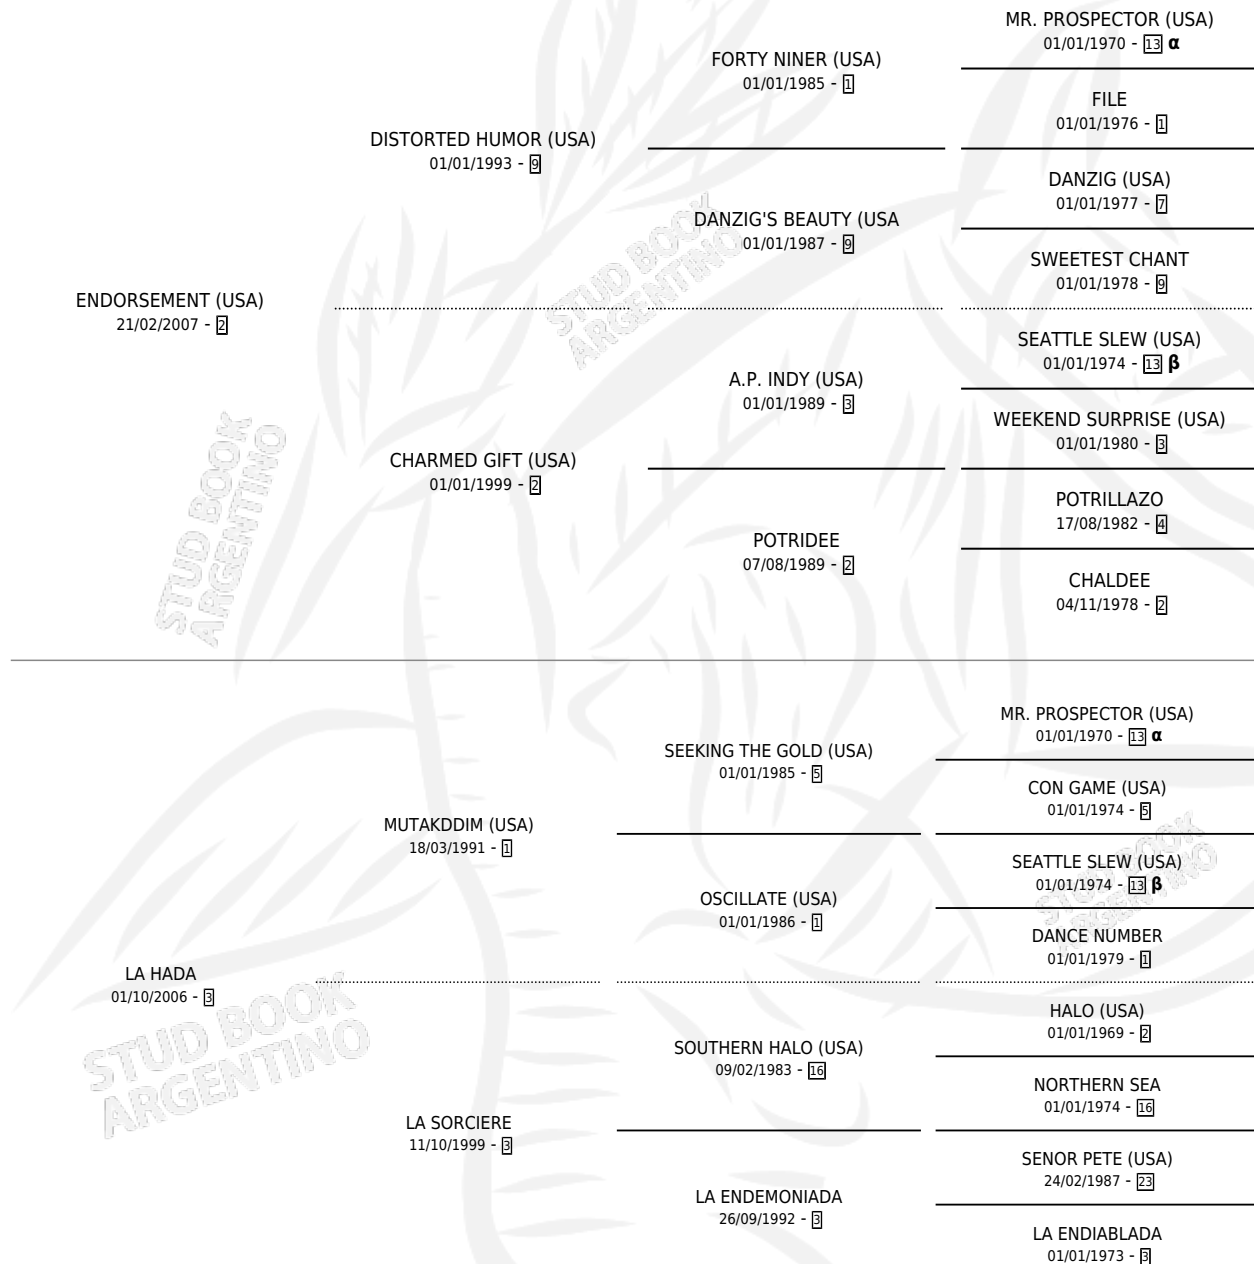 MR. PROSPECTOR (USA)
01/01/1970 - 13 α
FORTY NINER (USA)
01/01/1985 - 1
FILE
01/01/1976 - 1
DISTORTED HUMOR (USA)
01/01/1993 - 9
DANZIG (USA)
01/01/1977 - 7
DANZIG'S BEAUTY (USA
01/01/1987 - 9
SWEETEST CHANT
01/01/1978 - 9
ENDORSEMENT (USA)
21/02/2007 - 2
SEATTLE SLEW (USA)
01/01/1974 - 13 β
A.P. INDY (USA)
01/01/1989 - 3
WEEKEND SURPRISE (USA)
01/01/1980 - 3
CHARMED GIFT (USA)
01/01/1999 - 2
POTRILLAZO
17/08/1982 - 4
POTRIDEE
07/08/1989 - 2
CHALDEE
04/11/1978 - 2
MR. PROSPECTOR (USA)
01/01/1970 - 13 α
SEEKING THE GOLD (USA)
01/01/1985 - 5
CON GAME (USA)
01/01/1974 - 5
MUTAKDDIM (USA)
18/03/1991 - 1
SEATTLE SLEW (USA)
01/01/1974 - 13 β
OSCILLATE (USA)
01/01/1986 - 1
DANCE NUMBER
01/01/1979 - 1
LA HADA
01/10/2006 - 3
HALO (USA)
01/01/1969 - 2
SOUTHERN HALO (USA)
09/02/1983 - 16
NORTHERN SEA
01/01/1974 - 16
LA SORCIERE
11/10/1999 - 3
SENOR PETE (USA)
24/02/1987 - 23
LA ENDEMONIADA
26/09/1992 - 3
LA ENDIABLADA
01/01/1973 - 3
STUD BOOK
ARGENTINO
STUD BOOK
ARGENTINO
STUD BOOK
ARGENTINO
STUD BOOK
ARGENTINO